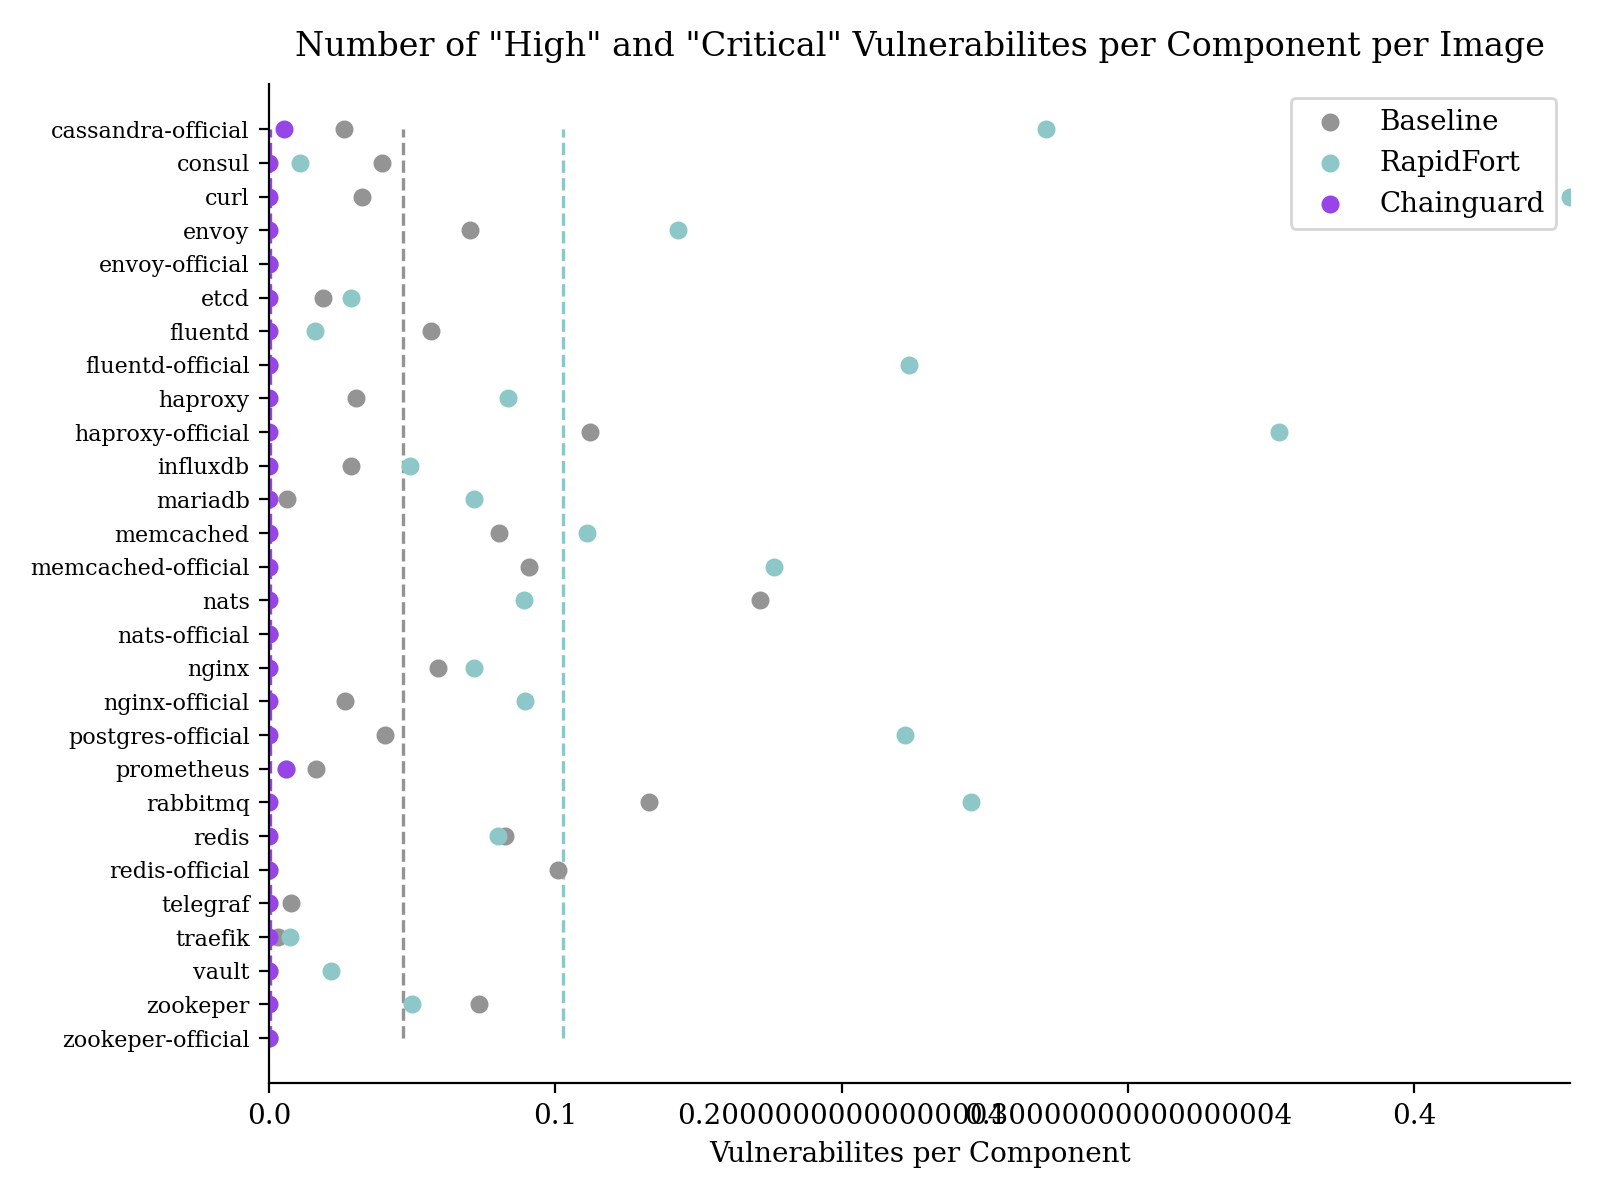 Number of "High" and "Critical" Vulnerabilites per Component per Image
Baseline
RapidFort
Chainguard
cassandra-official
consul
curl
envoy
envoy-official
etcd
fluentd
fluentd-official
haproxy
haproxy-official
influxdb
mariadb
memcached
memcached-official
nats
nats-official
nginx
nginx-official
postgres-official
prometheus
rabbitmq
redis
redis-official
telegraf
traefik
vault
zookeper
zookeper-official
0.0 0.1 0.20000000000000004 0.30000000000000004 0.4
Vulnerabilites per Component